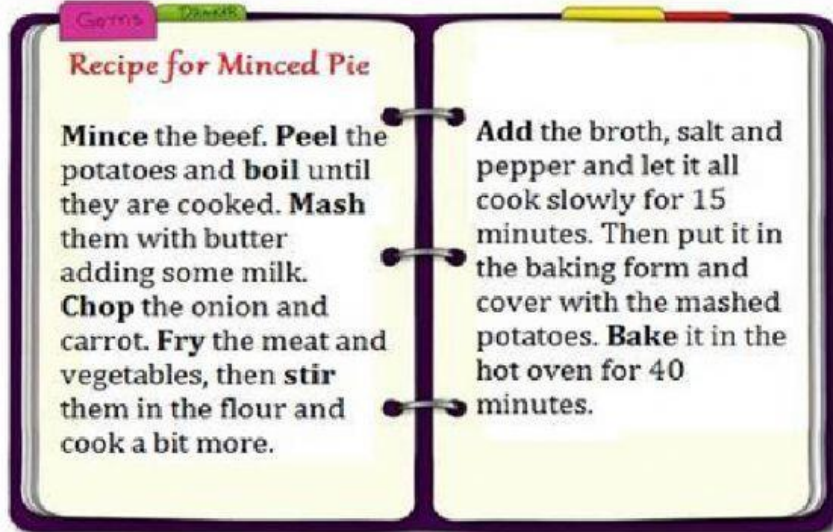 Recipe for Minced Pie
Mince the beef. Peel the
potatoes and boil until
they are cooked. Mash
them with butter
adding some milk.
Chop the onion and
carrot. Fry the meat and
vegetables, then stir
them in the flour and
cook a bit more.
Add the broth, salt and
pepper and let it all
cook slowly for 15
minutes. Then put it in
the baking form and
cover with the mashed
potatoes. Bake it in the
hot oven for 40
minutes.